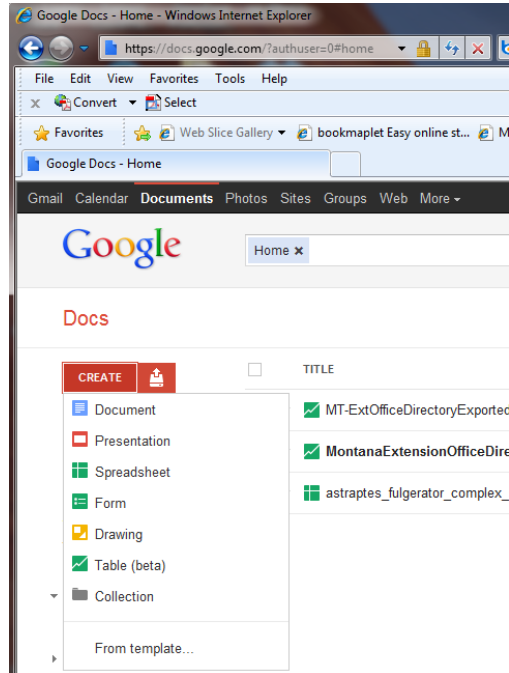 Google Docs - Home - Windows Internet Explorer
https://docs.google.com/?authuser=0#home
File Edit View Favorites Tools Help
x Convert Select
Favorites Web Slice Gallery bookmaplet Easy online st... M
Google Docs - Home
Gmail Calendar Documents Photos Sites Groups Web More
Google Home x
Docs
CREATE TITLE
Document MT-ExtOfficeDirectoryExported
Presentation MontanaExtensionOfficeDire
Spreadsheet astraptes_fulgerator_complex_
Form
Drawing
Table (beta)
Collection
From template...